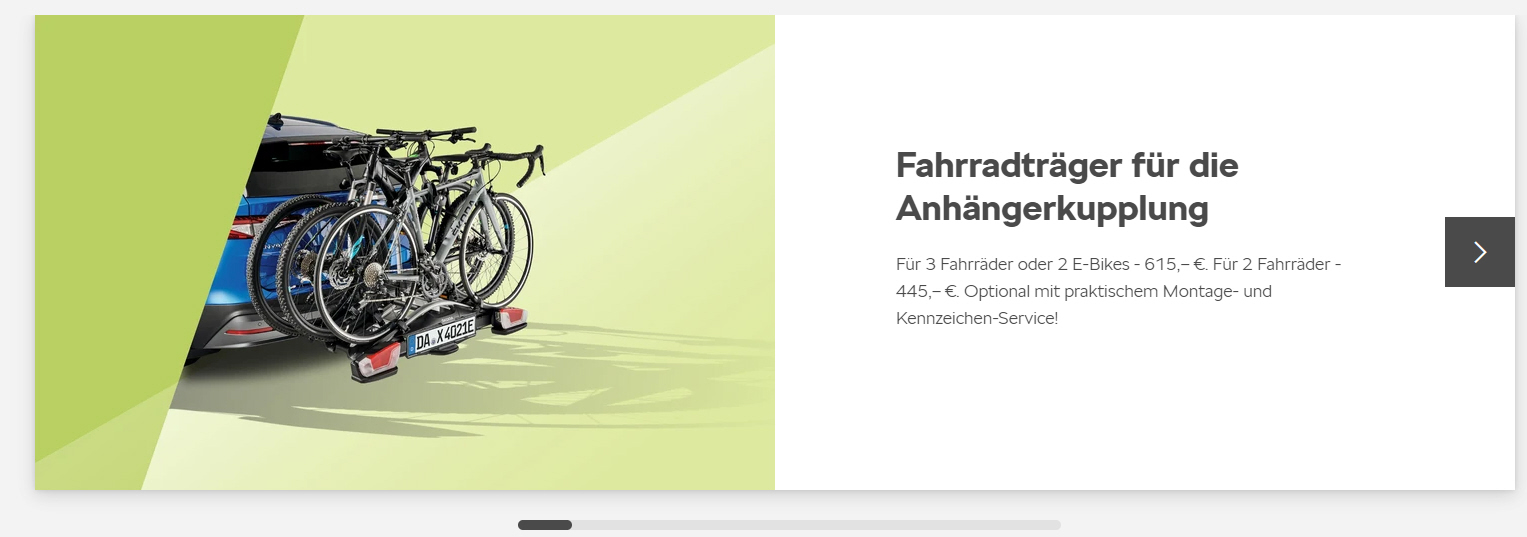 Fahrradträger für die
Anhängerkupplung
Für 3 Fahrräder oder 2 E-Bikes - 615,– €. Für 2 Fahrräder -
445,– €. Optional mit praktischem Montage- und
Kennzeichen-Service!
DA X 4021E